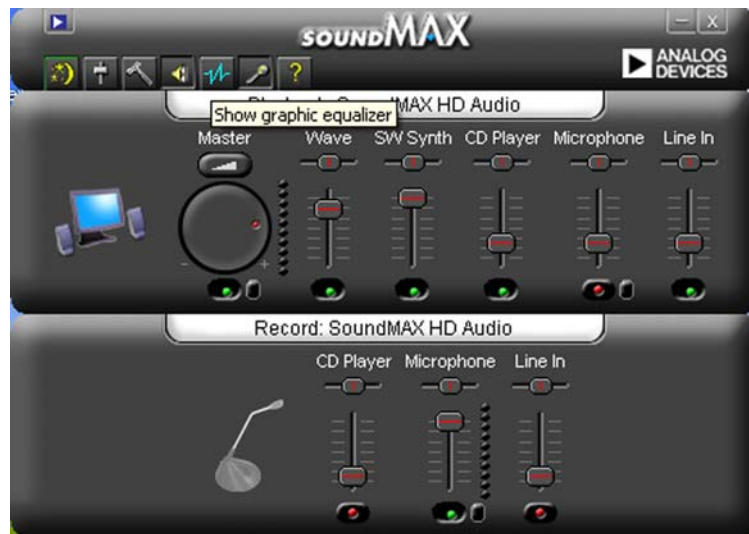 SOUNDMAX
ANALOG
DEVICES
?
MAX HD Audio
Show graphic equalizer
Master
Wave
SW Synth
CD Player
Microphone
Line In
Record: SoundMAX HD Audio
CD Player
Microphone
Line In